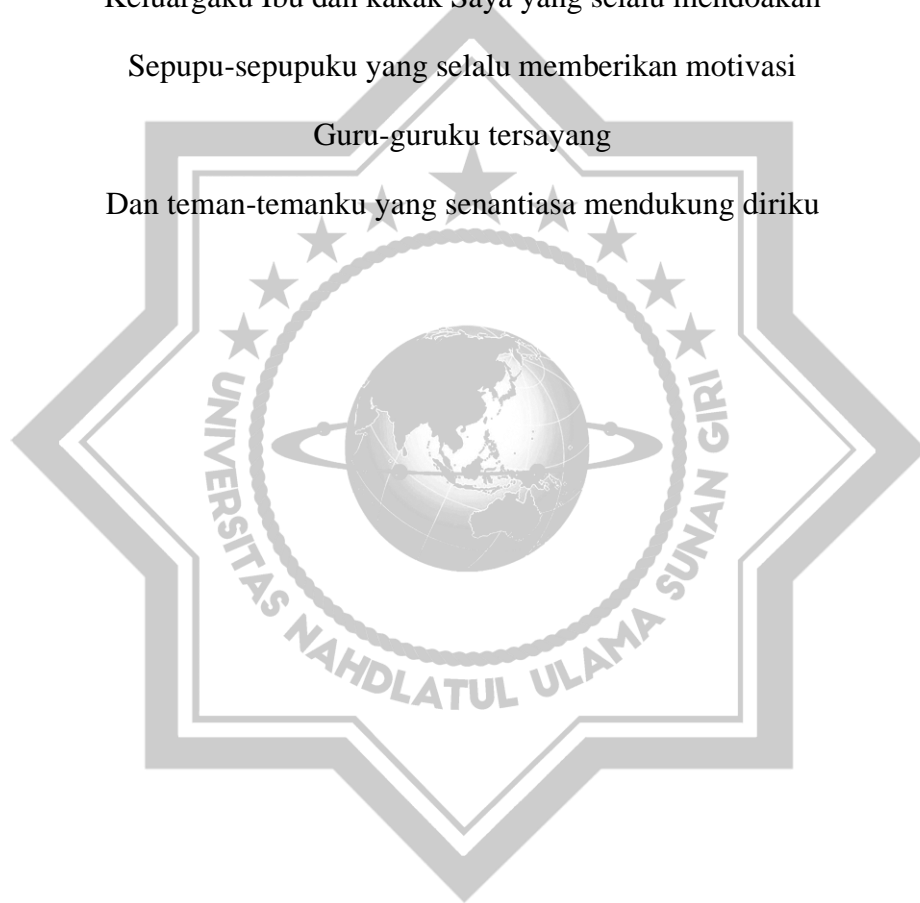 Keluargaku Ibu dan kakak Saya yang selalu mendoakan
Sepupu-sepupuku yang selalu memberikan motivasi
Guru-guruku tersayang
Dan teman-temanku yang senantiasa mendukung diriku
UNIVERSITAS NAHDLATUL ULAMA SUNAN GIRI